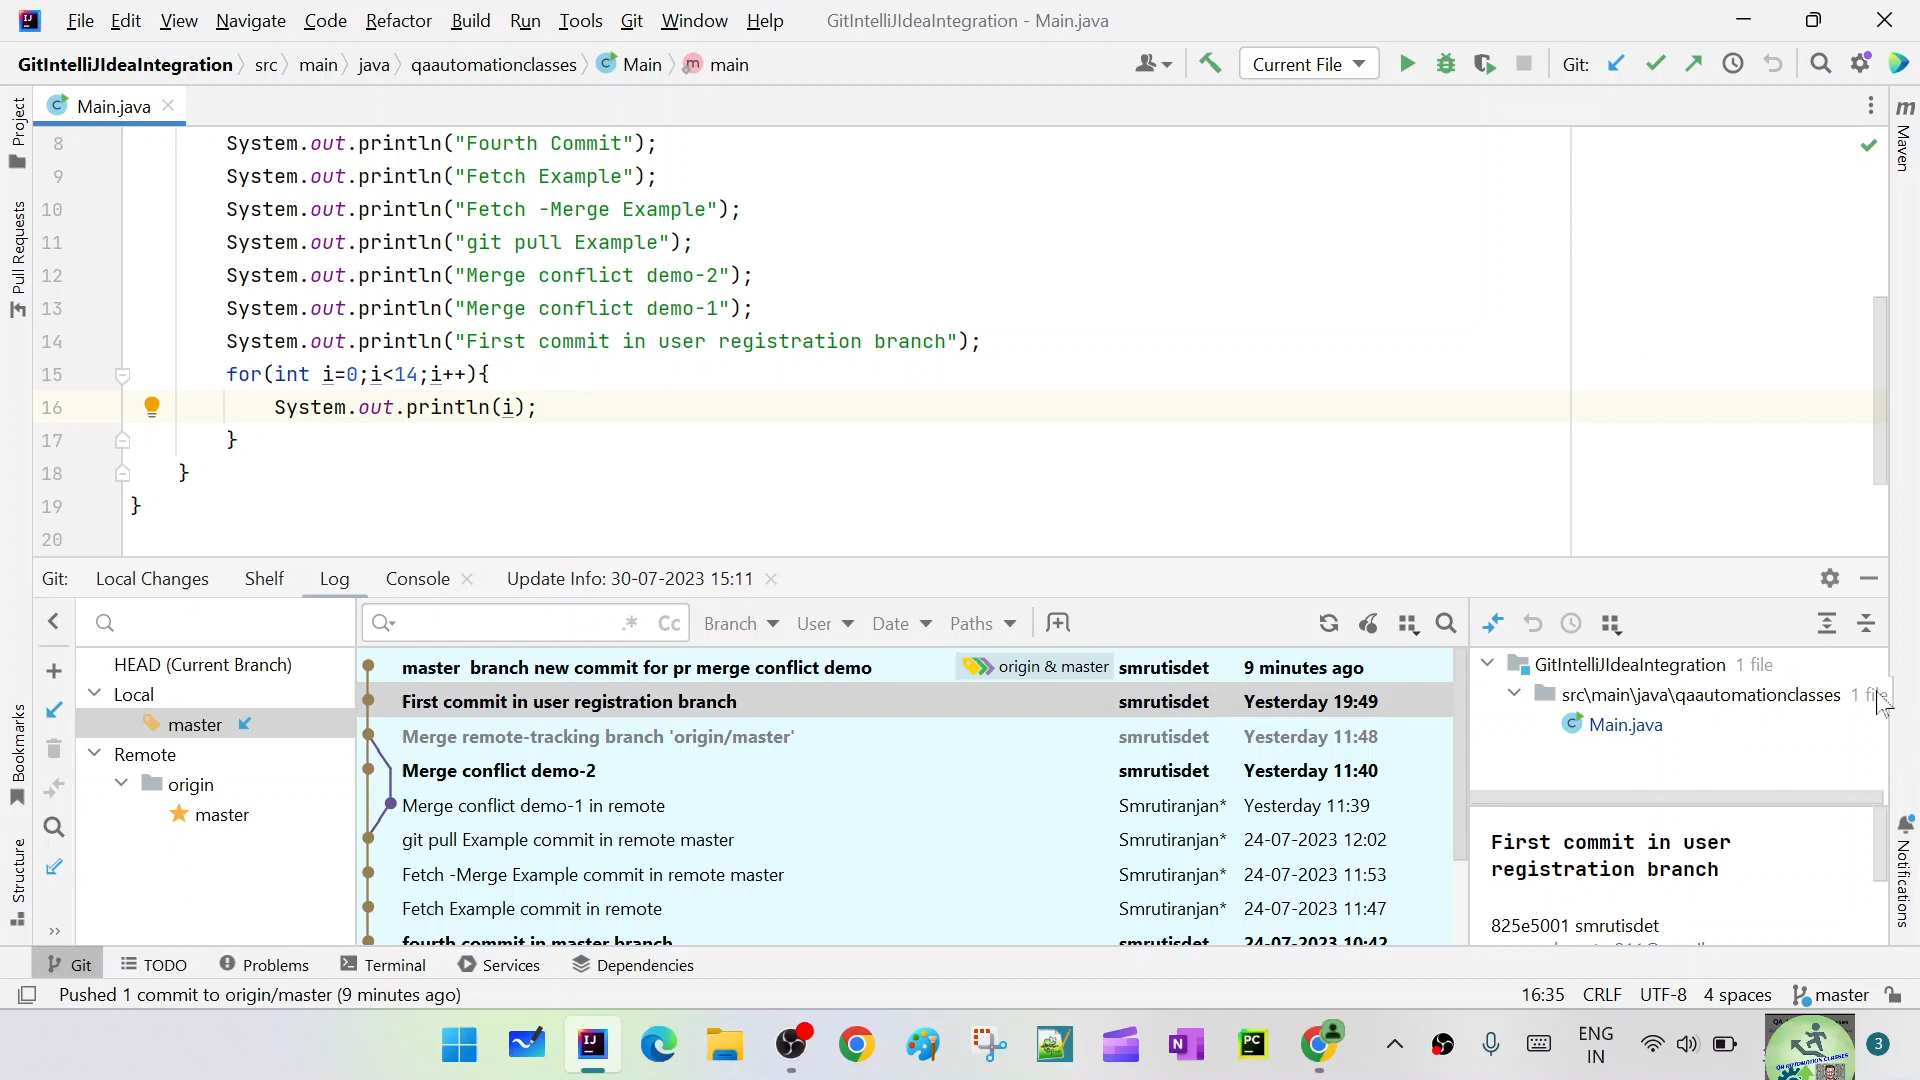 File Edit View Navigate Code Refactor Build Run Tools Git Window Help GitIntelliJIdeaIntegration - Main.java
GitIntelliJIdeaIntegration src main java qaautomationclasses Main main Current File Git:
Project
Pull Requests
Bookmarks
Structure
Main.java
m Maven
Notifications
8 System.out.println("Fourth Commit");
9 System.out.println("Fetch Example");
10 System.out.println("Fetch -Merge Example");
11 System.out.println("git pull Example");
12 System.out.println("Merge conflict demo-2");
13 System.out.println("Merge conflict demo-1");
14 System.out.println("First commit in user registration branch");
15 for(int i=0;i<14;i++){
16 System.out.println(i);
17 }
18 }
19 }
20
Git: Local Changes Shelf Log Console Update Info: 30-07-2023 15:11
.* Cc Branch User Date Paths
HEAD (Current Branch)
Local
master
Remote
origin
master
master branch new commit for pr merge conflict demo origin & master smrutisdet 9 minutes ago
First commit in user registration branch smrutisdet Yesterday 19:49
Merge remote-tracking branch 'origin/master' smrutisdet Yesterday 11:48
Merge conflict demo-2 smrutisdet Yesterday 11:40
Merge conflict demo-1 in remote Smrutiranjan* Yesterday 11:39
git pull Example commit in remote master Smrutiranjan* 24-07-2023 12:02
Fetch -Merge Example commit in remote master Smrutiranjan* 24-07-2023 11:53
Fetch Example commit in remote Smrutiranjan* 24-07-2023 11:47
fourth commit in master branch smrutisdet 24-07-2023 10:42
GitIntelliJIdeaIntegration 1 file
src\main\java\qaautomationclasses 1 file
Main.java
First commit in user
registration branch
825e5001 smrutisdet
Git TODO Problems Terminal Services Dependencies
Pushed 1 commit to origin/master (9 minutes ago) 16:35 CRLF UTF-8 4 spaces master
ENG
IN
3